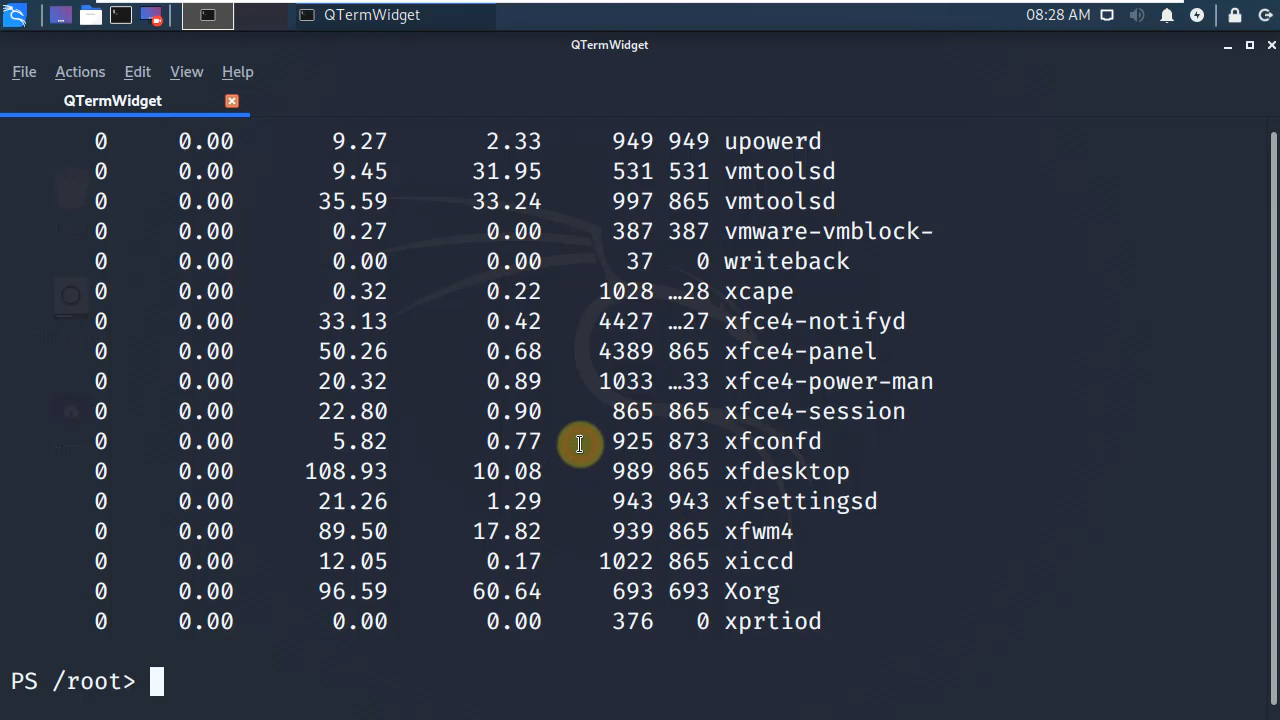 QTermWidget 08:28 AM
QTermWidget
File Actions Edit View Help
QTermWidget
0 0.00 9.27 2.33 949 949 upowerd
0 0.00 9.45 31.95 531 531 vmtoolsd
0 0.00 35.59 33.24 997 865 vmtoolsd
0 0.00 0.27 0.00 387 387 vmware-vmblock-
0 0.00 0.00 0.00 37 0 writeback
0 0.00 0.32 0.22 1028 …28 xcape
0 0.00 33.13 0.42 4427 …27 xfce4-notifyd
0 0.00 50.26 0.68 4389 865 xfce4-panel
0 0.00 20.32 0.89 1033 …33 xfce4-power-man
0 0.00 22.80 0.90 865 865 xfce4-session
0 0.00 5.82 0.77 925 873 xfconfd
0 0.00 108.93 10.08 989 865 xfdesktop
0 0.00 21.26 1.29 943 943 xfsettingsd
0 0.00 89.50 17.82 939 865 xfwm4
0 0.00 12.05 0.17 1022 865 xiccd
0 0.00 96.59 60.64 693 693 Xorg
0 0.00 0.00 0.00 376 0 xprtiod
PS /root>